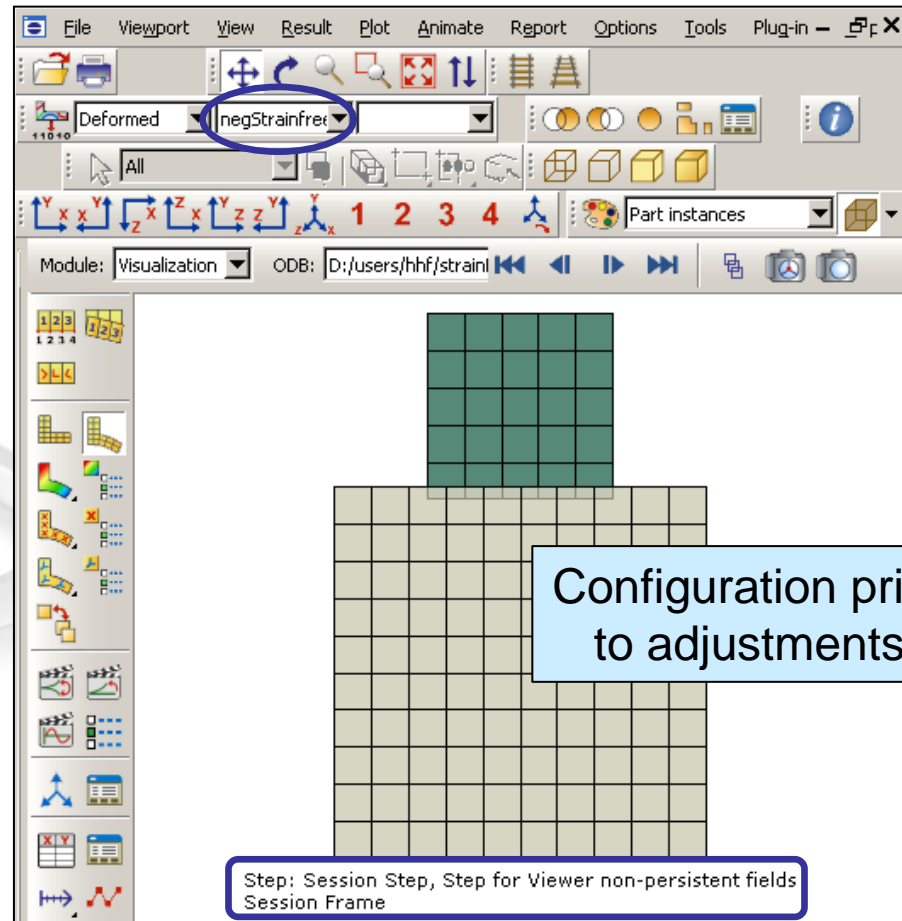 File Viewport View Result Plot Animate Report Options Tools Plug-in
Deformed negStrainfree
All
1 2 3 4 Part instances
Module: Visualization ODB: D:/users/hhf/strain
Configuration pri
to adjustments
Step: Session Step, Step for Viewer non-persistent fields
Session Frame